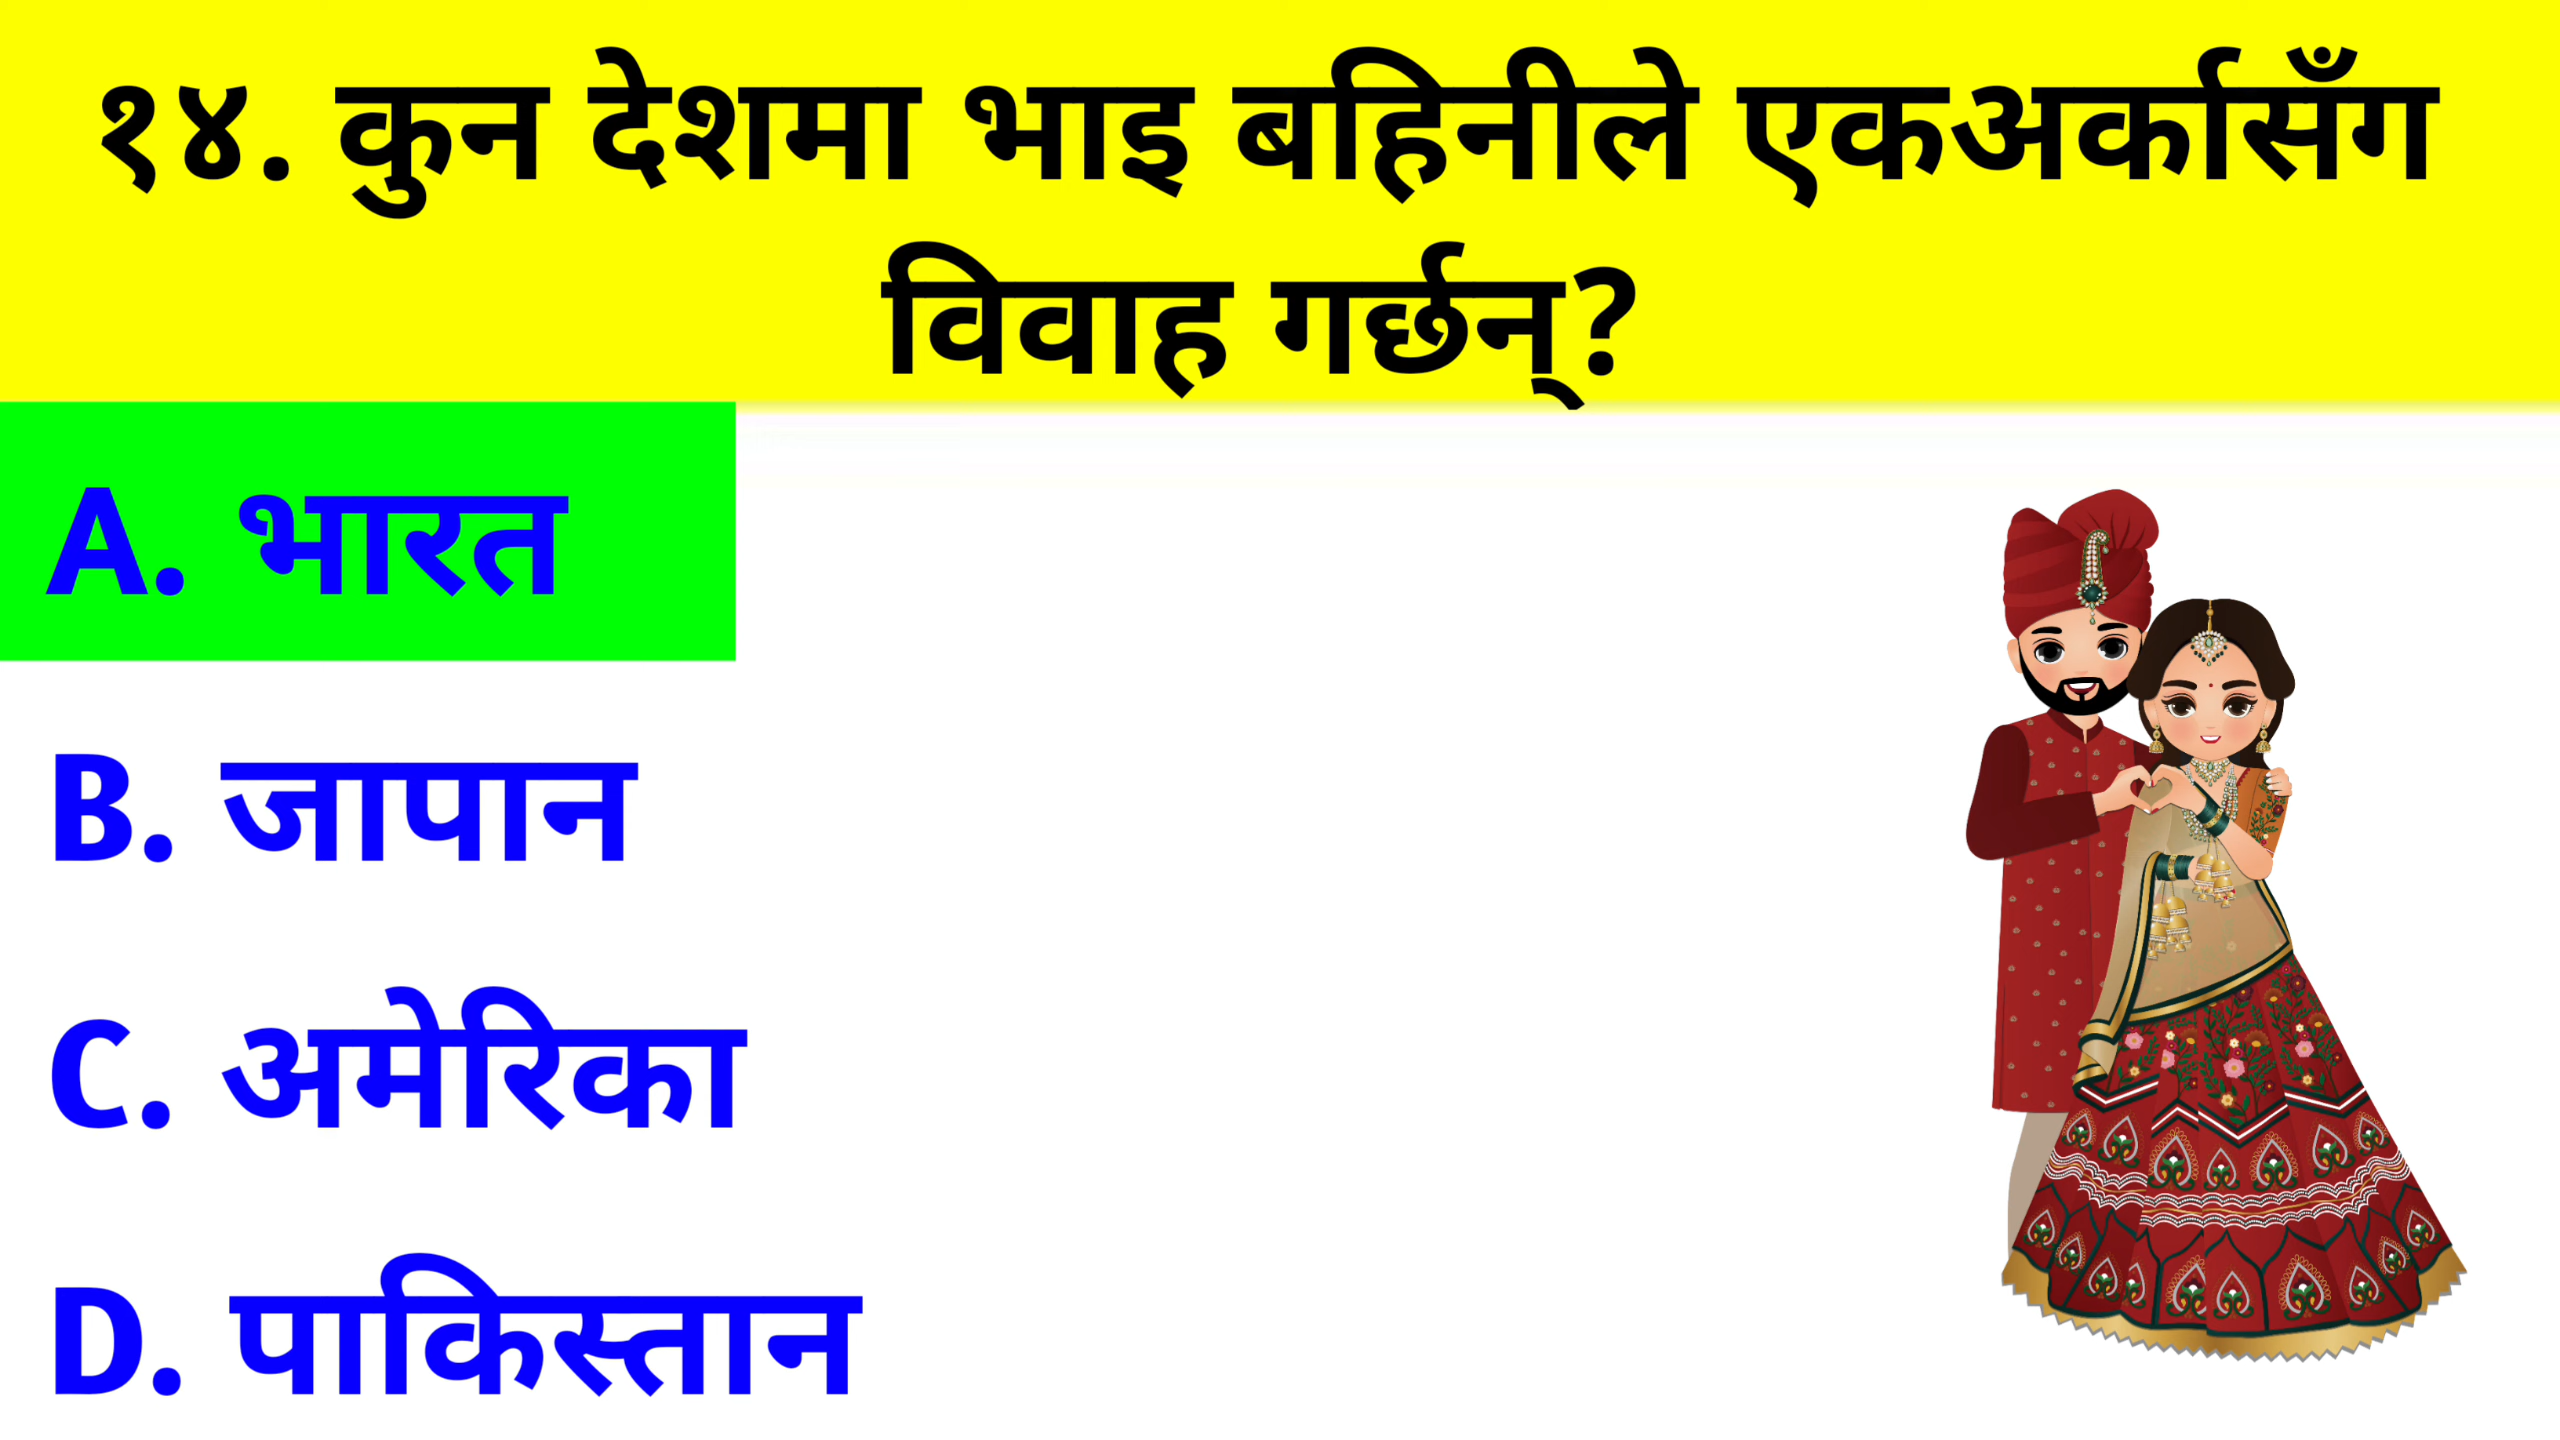 १४. कुन देशमा भाइ बहिनीले एकअर्कासँग
विवाह गर्छन्?
A. भारत
B. जापान
C. अमेरिका
D. पाकिस्तान